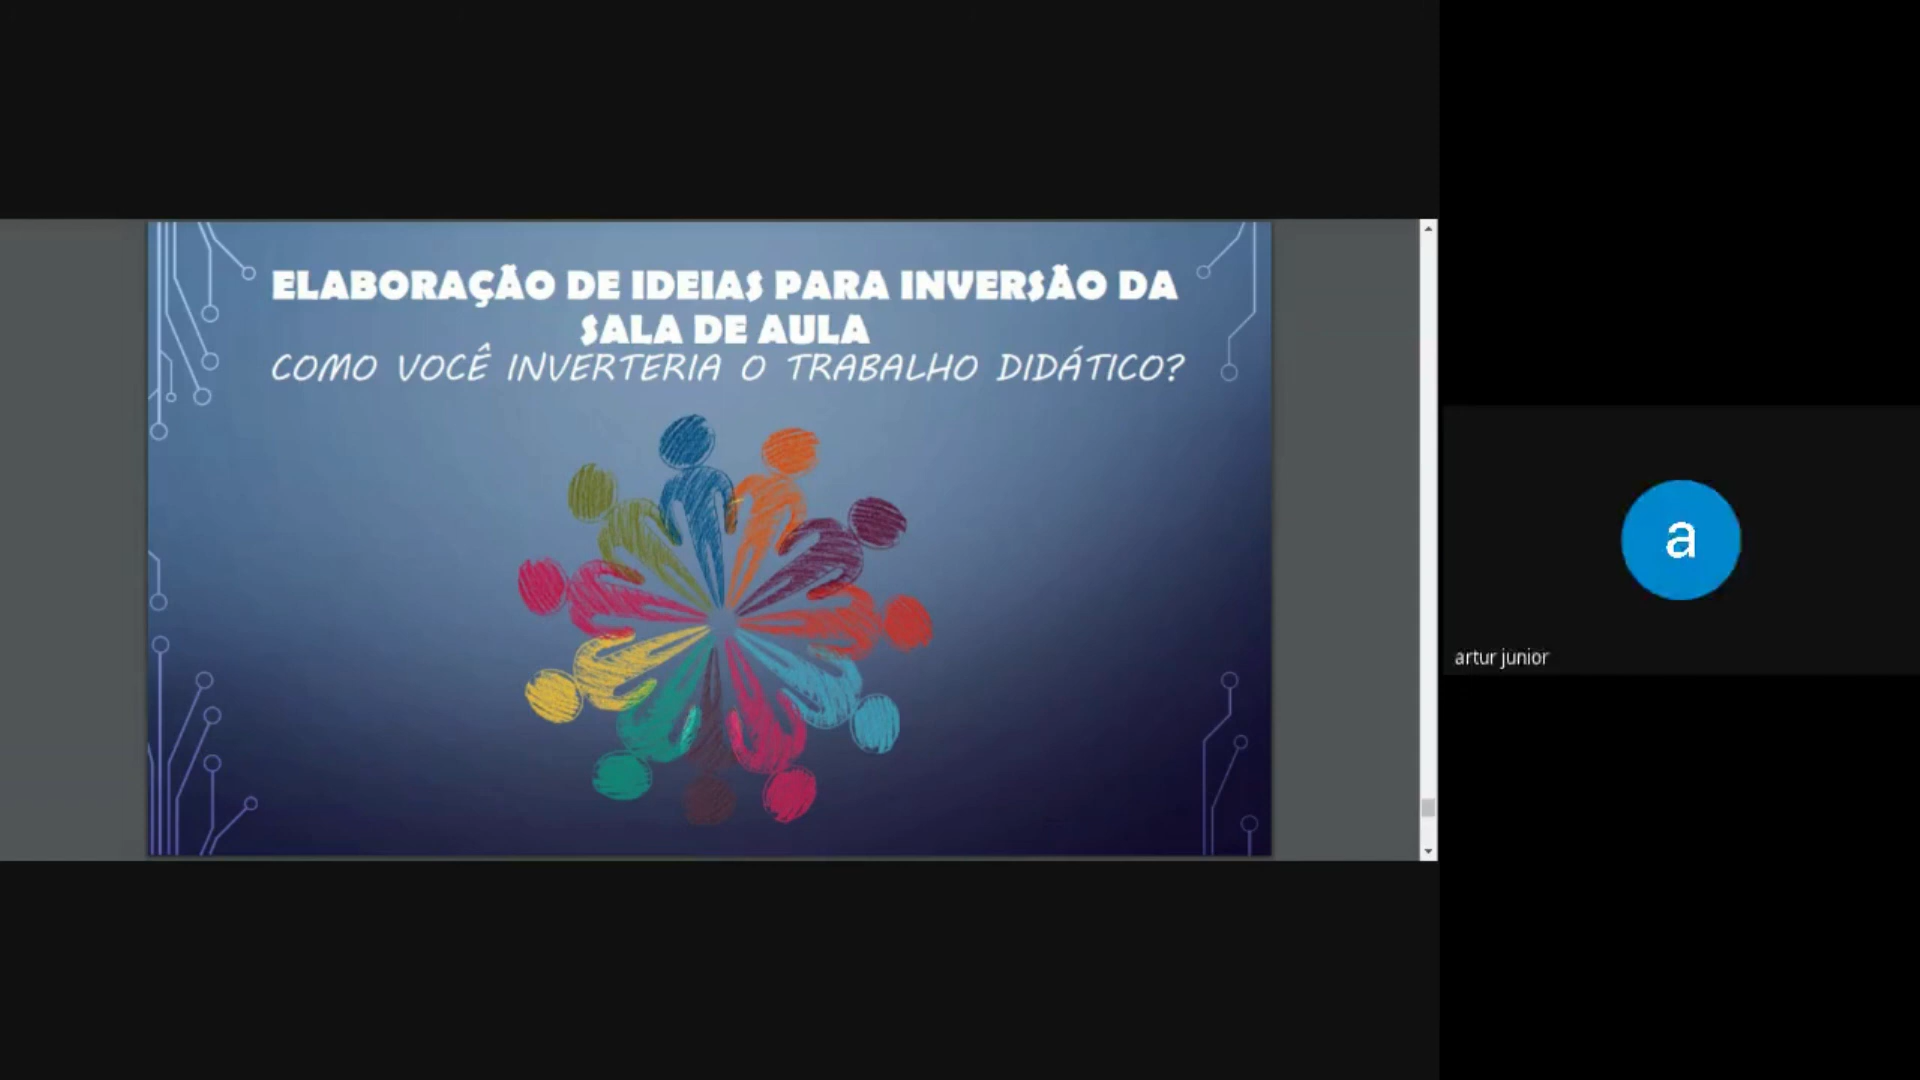 ELABORAÇÃO DE IDEIAS PARA INVERSÃO DA
SALA DE AULA
COMO VOCÊ INVERTERIA O TRABALHO DIDÁTICO?
a
artur junior